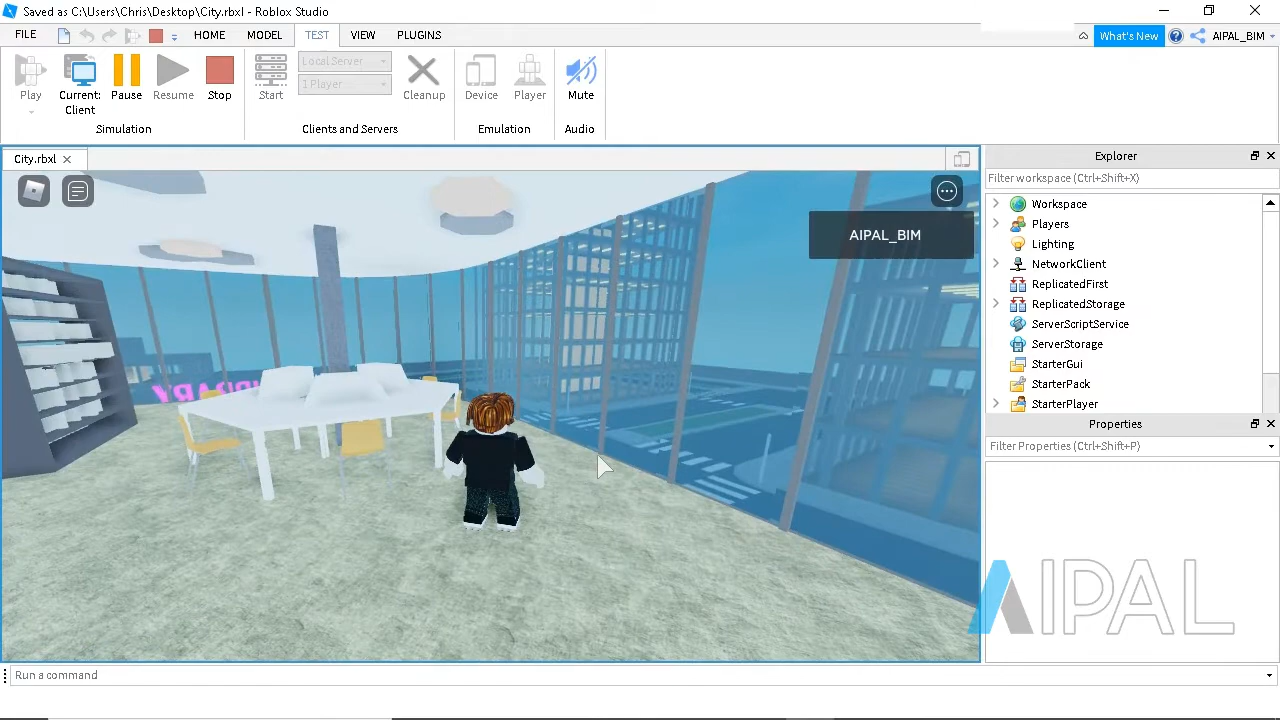 Saved as C:\Users\Chris\Desktop\City.rbxl - Roblox Studio
FILE HOME MODEL TEST VIEW PLUGINS What's New AIPAL_BIM
Play Current: Client Pause Resume Stop Start Local Server 1 Player Cleanup Device Player Mute
Simulation Clients and Servers Emulation Audio
City.rbxl
AIPAL_BIM
LIBRARY
Explorer
Filter workspace (Ctrl+Shift+X)
Workspace
Players
Lighting
NetworkClient
ReplicatedFirst
ReplicatedStorage
ServerScriptService
ServerStorage
StarterGui
StarterPack
StarterPlayer
Properties
Filter Properties (Ctrl+Shift+P)
AIPAL
Run a command